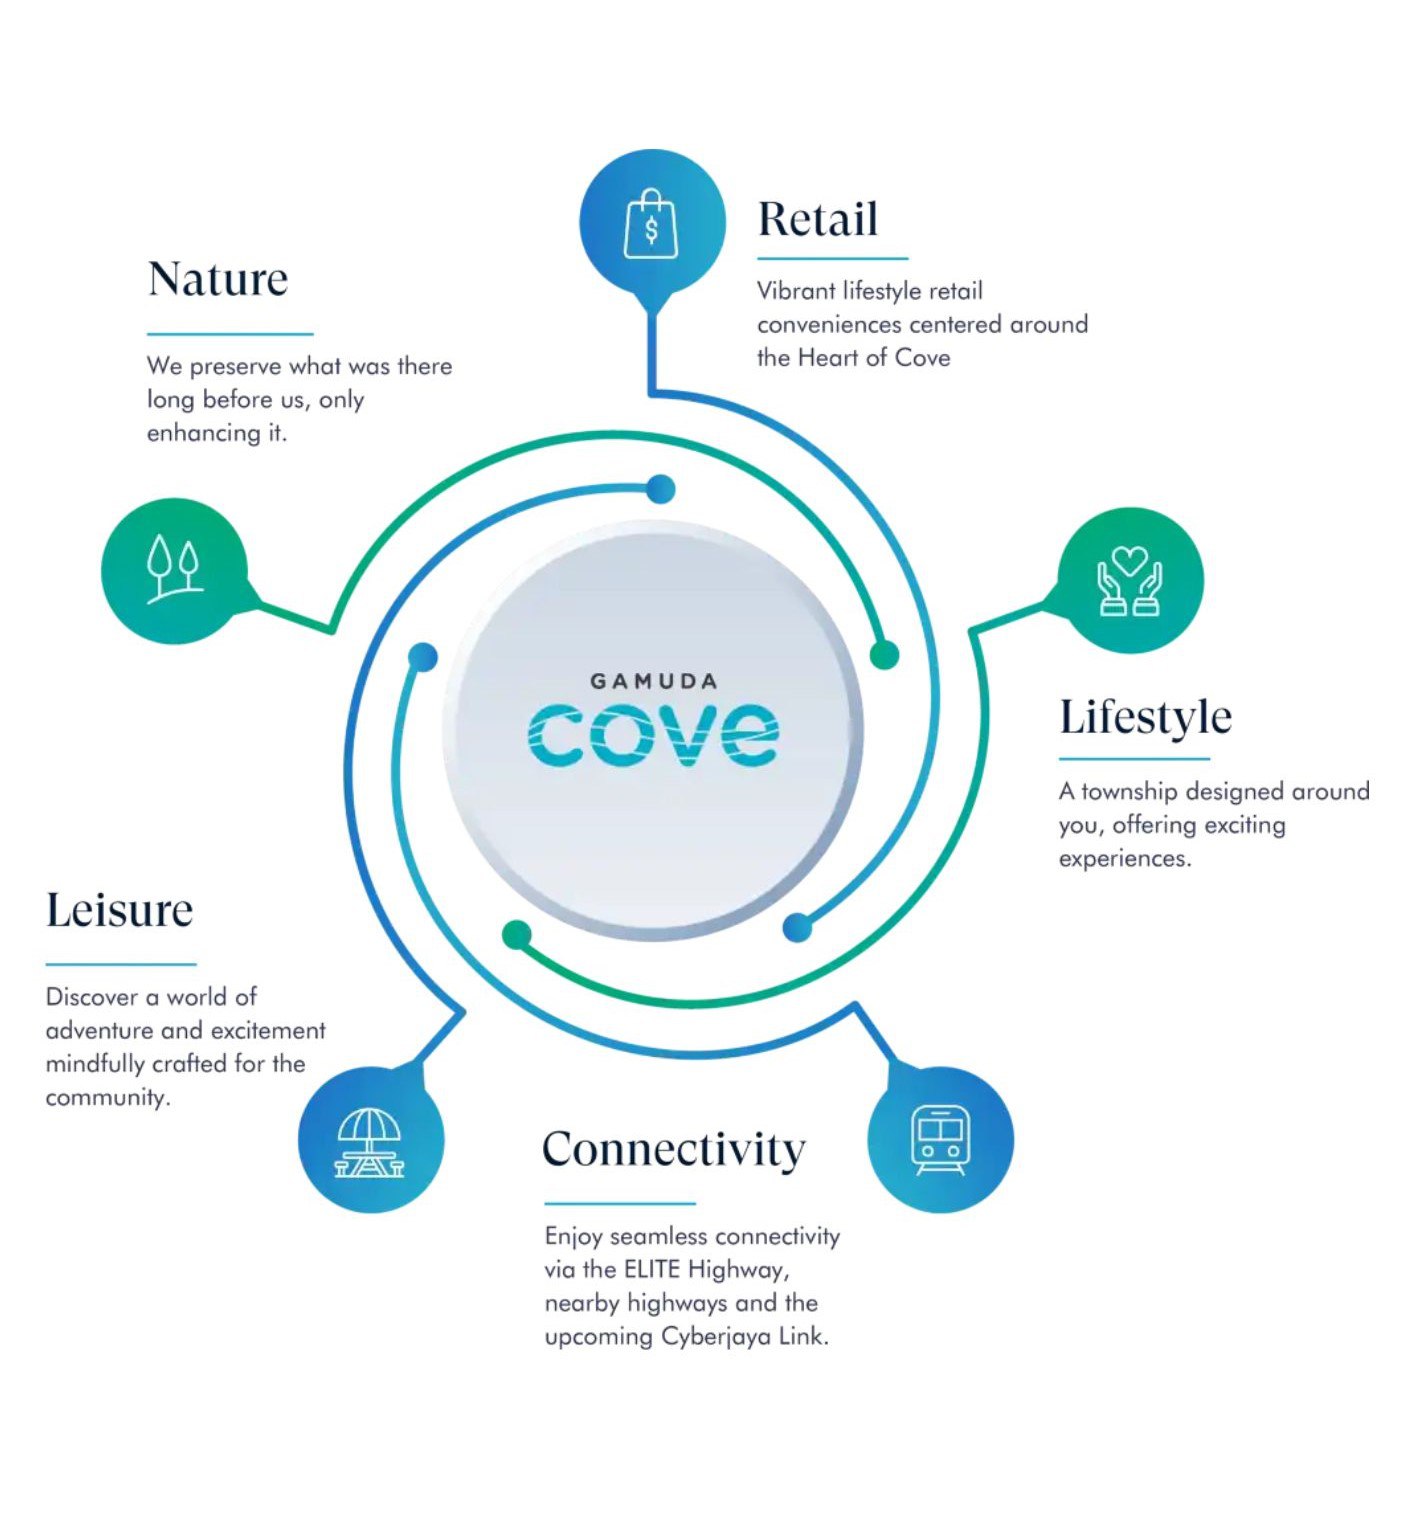 Retail
Vibrant lifestyle retail
conveniences centered around
the Heart of Cove
Nature
We preserve what was there
long before us, only
enhancing it.
GAMUDA
cove
Lifestyle
A township designed around
you, offering exciting
experiences.
Leisure
Discover a world of
adventure and excitement
mindfully crafted for the
community.
Connectivity
Enjoy seamless connectivity
via the ELITE Highway,
nearby highways and the
upcoming Cyberjaya Link.
$